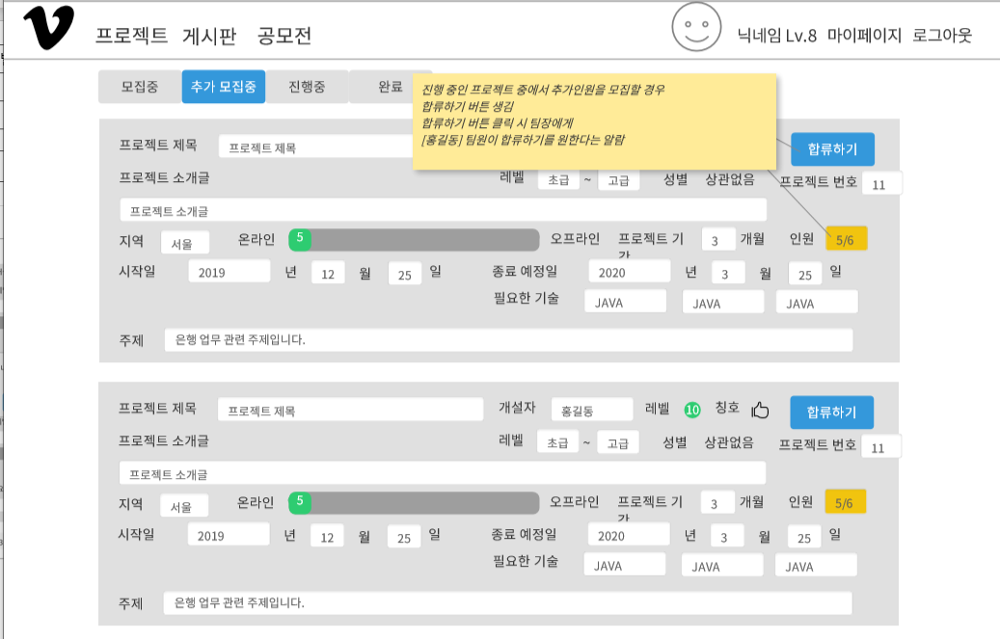 프로젝트 게시판 공모전 닉네임 Lv.8 마이페이지 로그아웃
모집중 추가 모집중 진행중 완료
진행 중인 프로젝트 중에서 추가인원을 모집할 경우
합류하기 버튼 생김
합류하기 버튼 클릭 시 팀장에게
[홍길동] 팀원이 합류하기를 원한다는 알람
프로젝트 제목 프로젝트 제목 합류하기
프로젝트 소개글 레벨 초급 ~ 고급 성별 상관없음 프로젝트 번호 11
프로젝트 소개글
지역 서울 온라인 5 오프라인 프로젝트 기간 3 개월 인원 5/6
시작일 2019 년 12 월 25 일 종료 예정일 2020 년 3 월 25 일
필요한 기술 JAVA JAVA JAVA
주제 은행 업무 관련 주제입니다.
프로젝트 제목 프로젝트 제목 개설자 홍길동 레벨 10 칭호 합류하기
프로젝트 소개글 레벨 초급 ~ 고급 성별 상관없음 프로젝트 번호 11
프로젝트 소개글
지역 서울 온라인 5 오프라인 프로젝트 기간 3 개월 인원 5/6
시작일 2019 년 12 월 25 일 종료 예정일 2020 년 3 월 25 일
필요한 기술 JAVA JAVA JAVA
주제 은행 업무 관련 주제입니다.